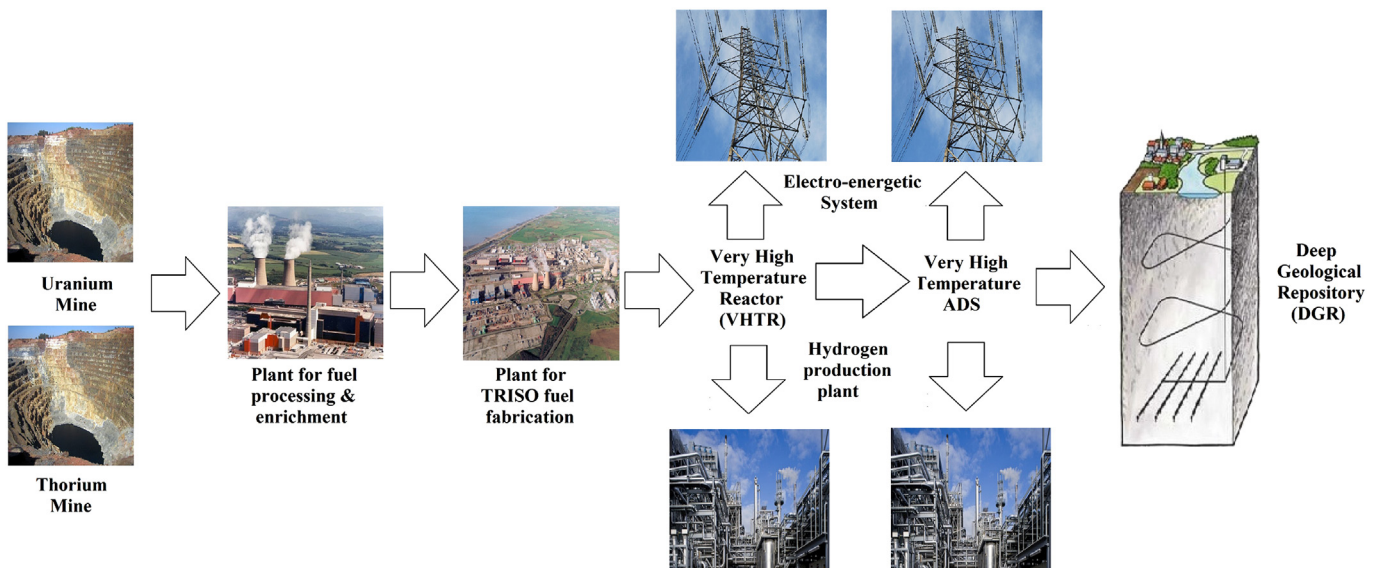 Uranium
Mine
Thorium
Mine
Plant for fuel
processing &
enrichment
Plant for
TRISO fuel
fabrication
Electro-energetic
System
Very High
Temperature
Reactor
(VHTR)
Hydrogen
production
plant
Very High
Temperature
ADS
Deep
Geological
Repository
(DGR)